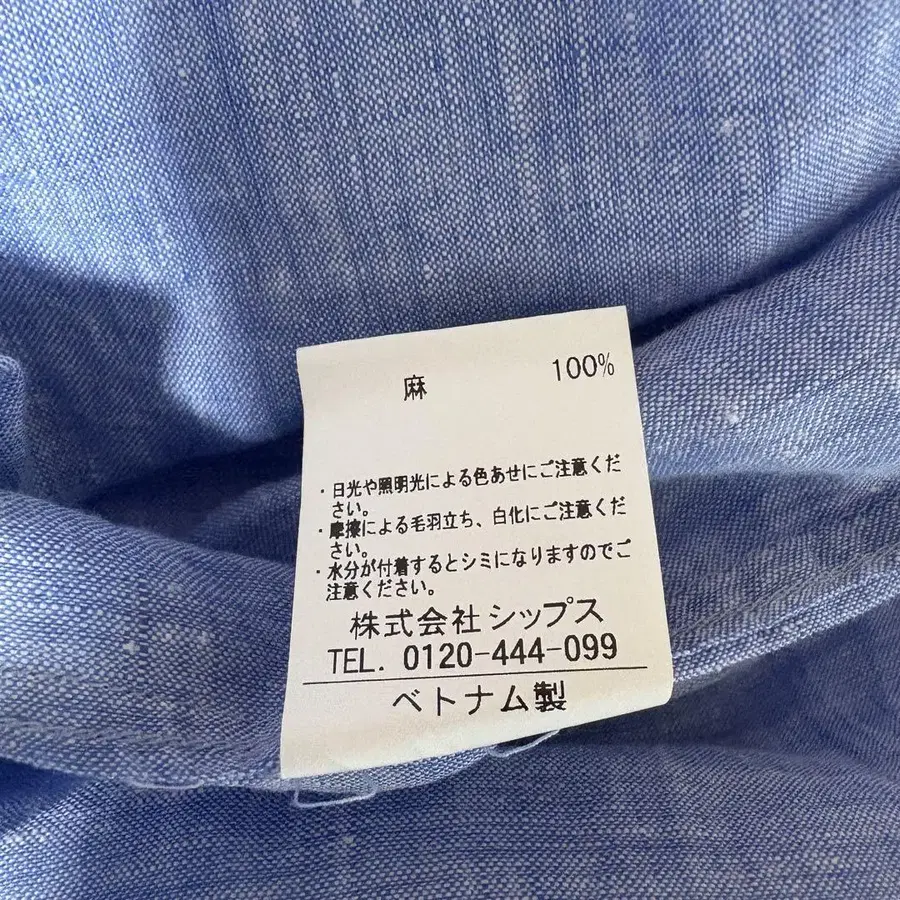 麻 100%
・日光や照明光による色あせにご注意くだ
さい。
・摩擦による毛羽立ち、白化にご注意くだ
さい。
・水分が付着するとシミになりますのでご
注意ください。
株式会社シップス
TEL. 0120-444-099
ベトナム製